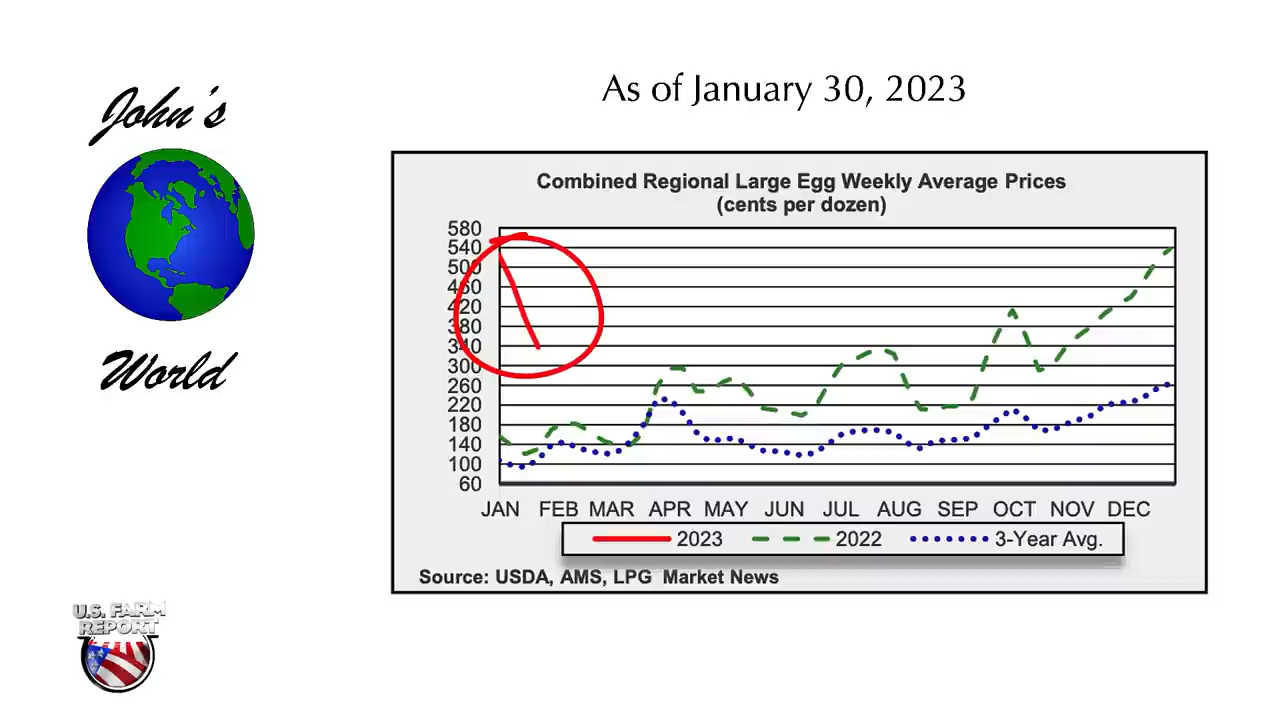 John's
World
As of January 30, 2023
Combined Regional Large Egg Weekly Average Prices
(cents per dozen)
580
540
500
460
420
380
340
300
260
220
180
140
100
60
JAN FEB MAR APR MAY JUN JUL AUG SEP OCT NOV DEC
2023 2022 3-Year Avg.
Source: USDA, AMS, LPG Market News
U.S. FARM
REPORT